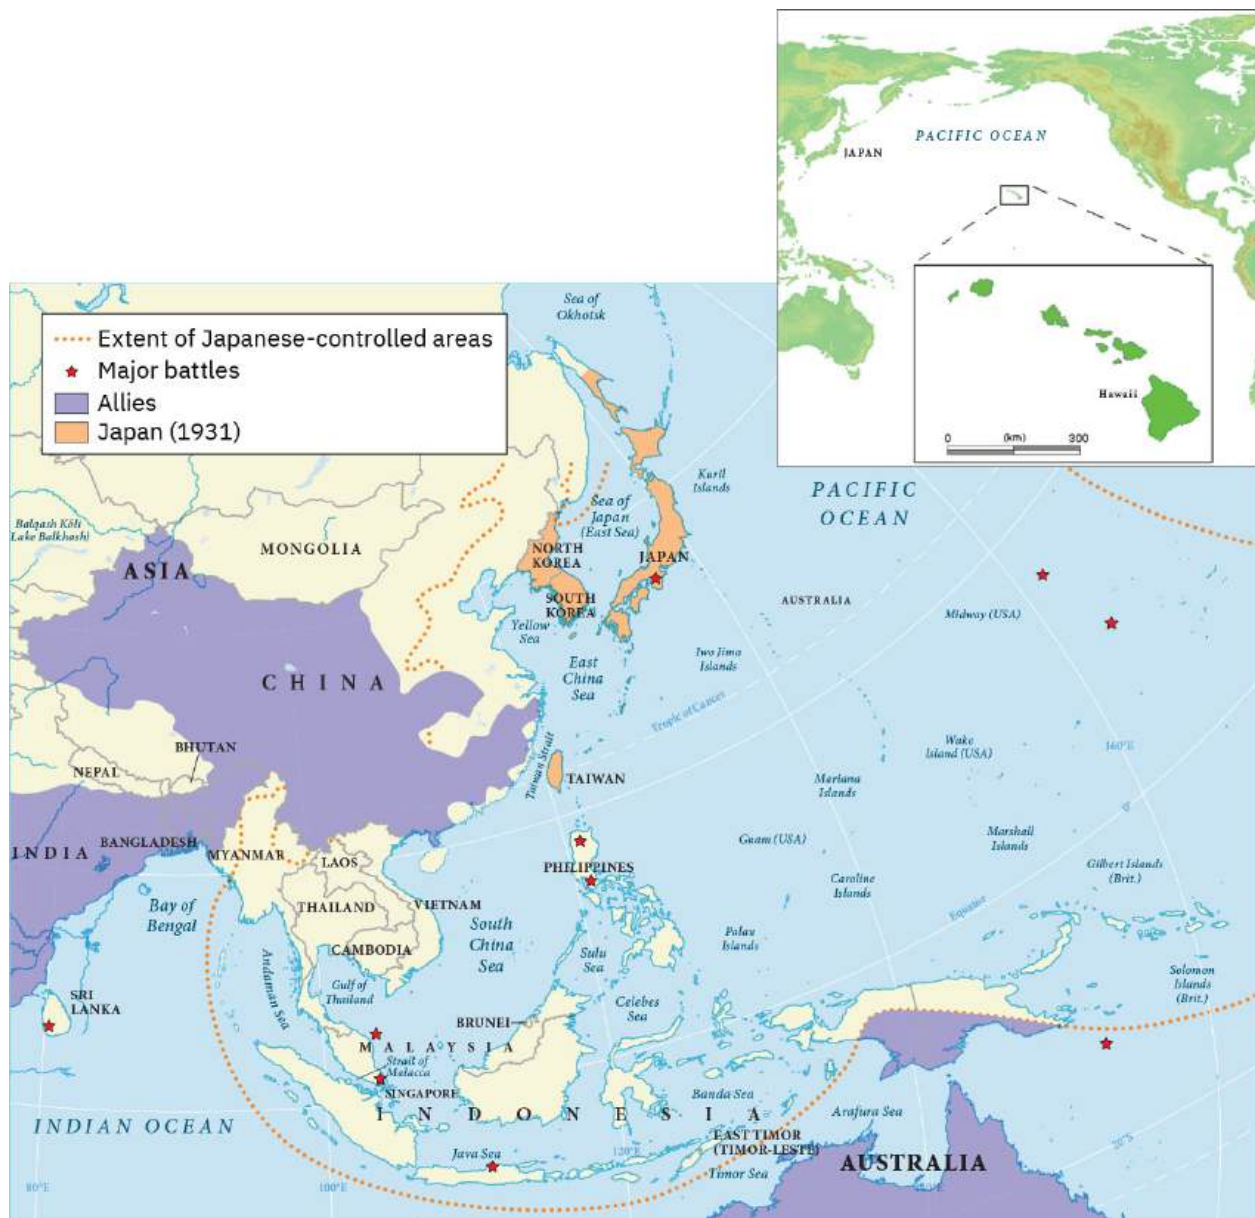 PACIFIC OCEAN
JAPAN
Hawaii
0 (km) 300
Extent of Japanese-controlled areas
Major battles
Allies
Japan (1931)
Sea of
Okhotsk
Kuril
Islands
PACIFIC
OCEAN
Balqash Köli
(Lake Balkhash)
MONGOLIA
ASIA
Sea of
Japan
(East Sea)
NORTH
KOREA
JAPAN
SOUTH
KOREA
AUSTRALIA
Midway (USA)
Yellow
Sea
Iwo Jima
Islands
East
China
Sea
CHINA
Tropic of Cancer
BHUTAN
NEPAL
Taiwan Strait
TAIWAN
Wake
Island (USA)
160°E
Mariana
Islands
INDIA
BANGLADESH
MYANMAR
LAOS
Guam (USA)
Marshall
Islands
PHILIPPINES
Caroline
Islands
Gilbert Islands
(Brit.)
Bay of
Bengal
THAILAND
VIETNAM
South
China
Sea
Equator
CAMBODIA
Palau
Islands
Sulu
Sea
Andaman Sea
Gulf of
Thailand
Solomon
Islands
(Brit.)
SRI
LANKA
Celebes
Sea
BRUNEI
MALAYSIA
Strait of
Malacca
SINGAPORE
Banda Sea
Arafura Sea
INDONESIA
INDIAN OCEAN
EAST TIMOR
(TIMOR-LESTE)
Java Sea
Timor Sea
AUSTRALIA
20°S
80°E
100°E
120°E